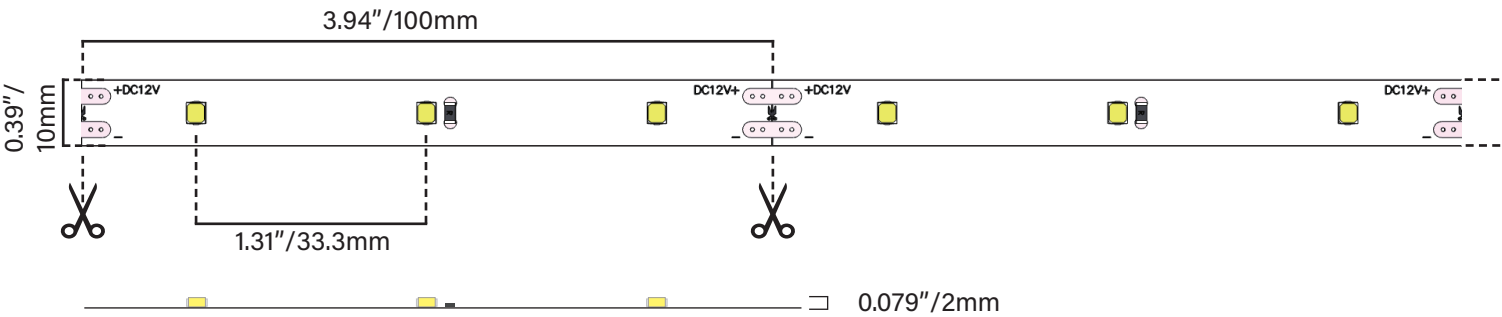 3.94"/100mm
0.39"/
10mm
+DC12V
DC12V+
+DC12V
DC12V+
-
-
-
-
1.31"/33.3mm
0.079"/2mm